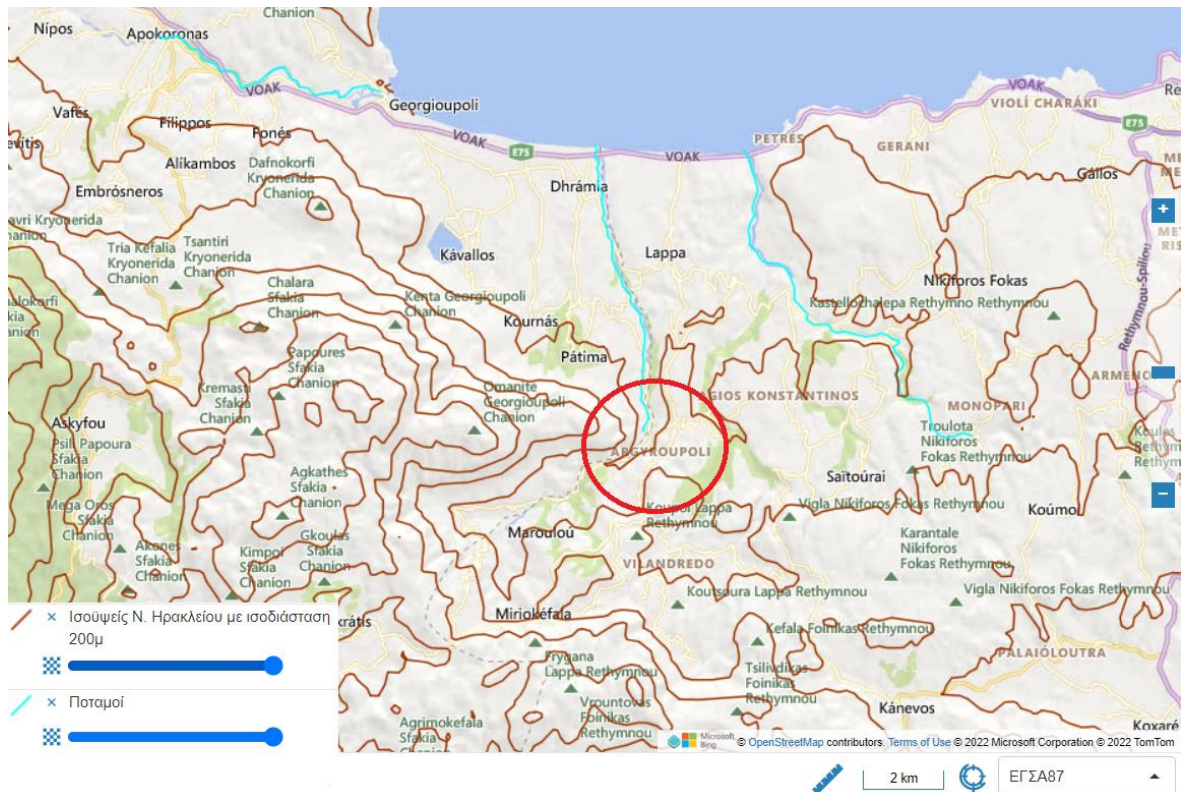 Chanion
Nípos
Apokoronas
VOAK
Georgioupoli
VOAK
E75
VOAK
PETRÉS
VOAK
VIOLÍ CHARÁKI
E75
GERANI
Gállos
Vafés
Filippos
Fonés
Alíkambos
Embrósneros
Dafnokorfi
Kryonerida
Chanion
Dhrámia
Lappa
Kávallos
Tria Kefalia
Kryonerida
Chanion
Tsantiri
Kryonerida
Chanion
Chalara
Sfakia
Chanion
Kenta Georgioupoli
Chanion
Kournás
Pátima
Nikiforos Fokas
Kastellochalepa Rethymno Rethymnou
Rethymnou-Spíliou
Papoures
Sfakia
Chanion
Kremasti
Sfakia
Chanion
Omanite
Georgioupoli
Chanion
AGIOS KONSTANTINOS
MONOPARI
Askyfou
Psili Papoura
Sfakia
Chanion
ARGYROUPOLI
Troulota
Nikiforos
Fokas Rethymnou
Agkathes
Sfakia
Chanion
Saïtoúrai
Mega Oros
Sfakia
Chanion
Koupoi Lappa
Rethymnou
Vigla Nikiforos Fokas Rethymnou
Koúmoi
Akones
Sfakia
Chanion
Kimpoi
Sfakia
Chanion
Gkoulas
Sfakia
Chanion
Maroulou
VILANDREDO
Karantale
Nikiforos
Fokas Rethymnou
Koutsoura Lappa Rethymnou
Vigla Nikiforos Fokas Rethymnou
Miriokéfala
Kefala Foinikas Rethymnou
Frygana
Lappa Rethymnou
Tsilivdikas
Foinikas
Rethymnou
PALAIÓLOUTRA
Vrountovas
Foinikas
Rethymnou
Kánevos
Koxaré
Agrimokefala
Sfakia
Chanion
+
−
Ισοϋψείς Ν. Ηρακλείου με ισοδιάσταση
200μ
Ποταμοί
Microsoft
Bing
© OpenStreetMap contributors. Terms of Use © 2022 Microsoft Corporation © 2022 TomTom
2 km
ΕΓΣΑ87